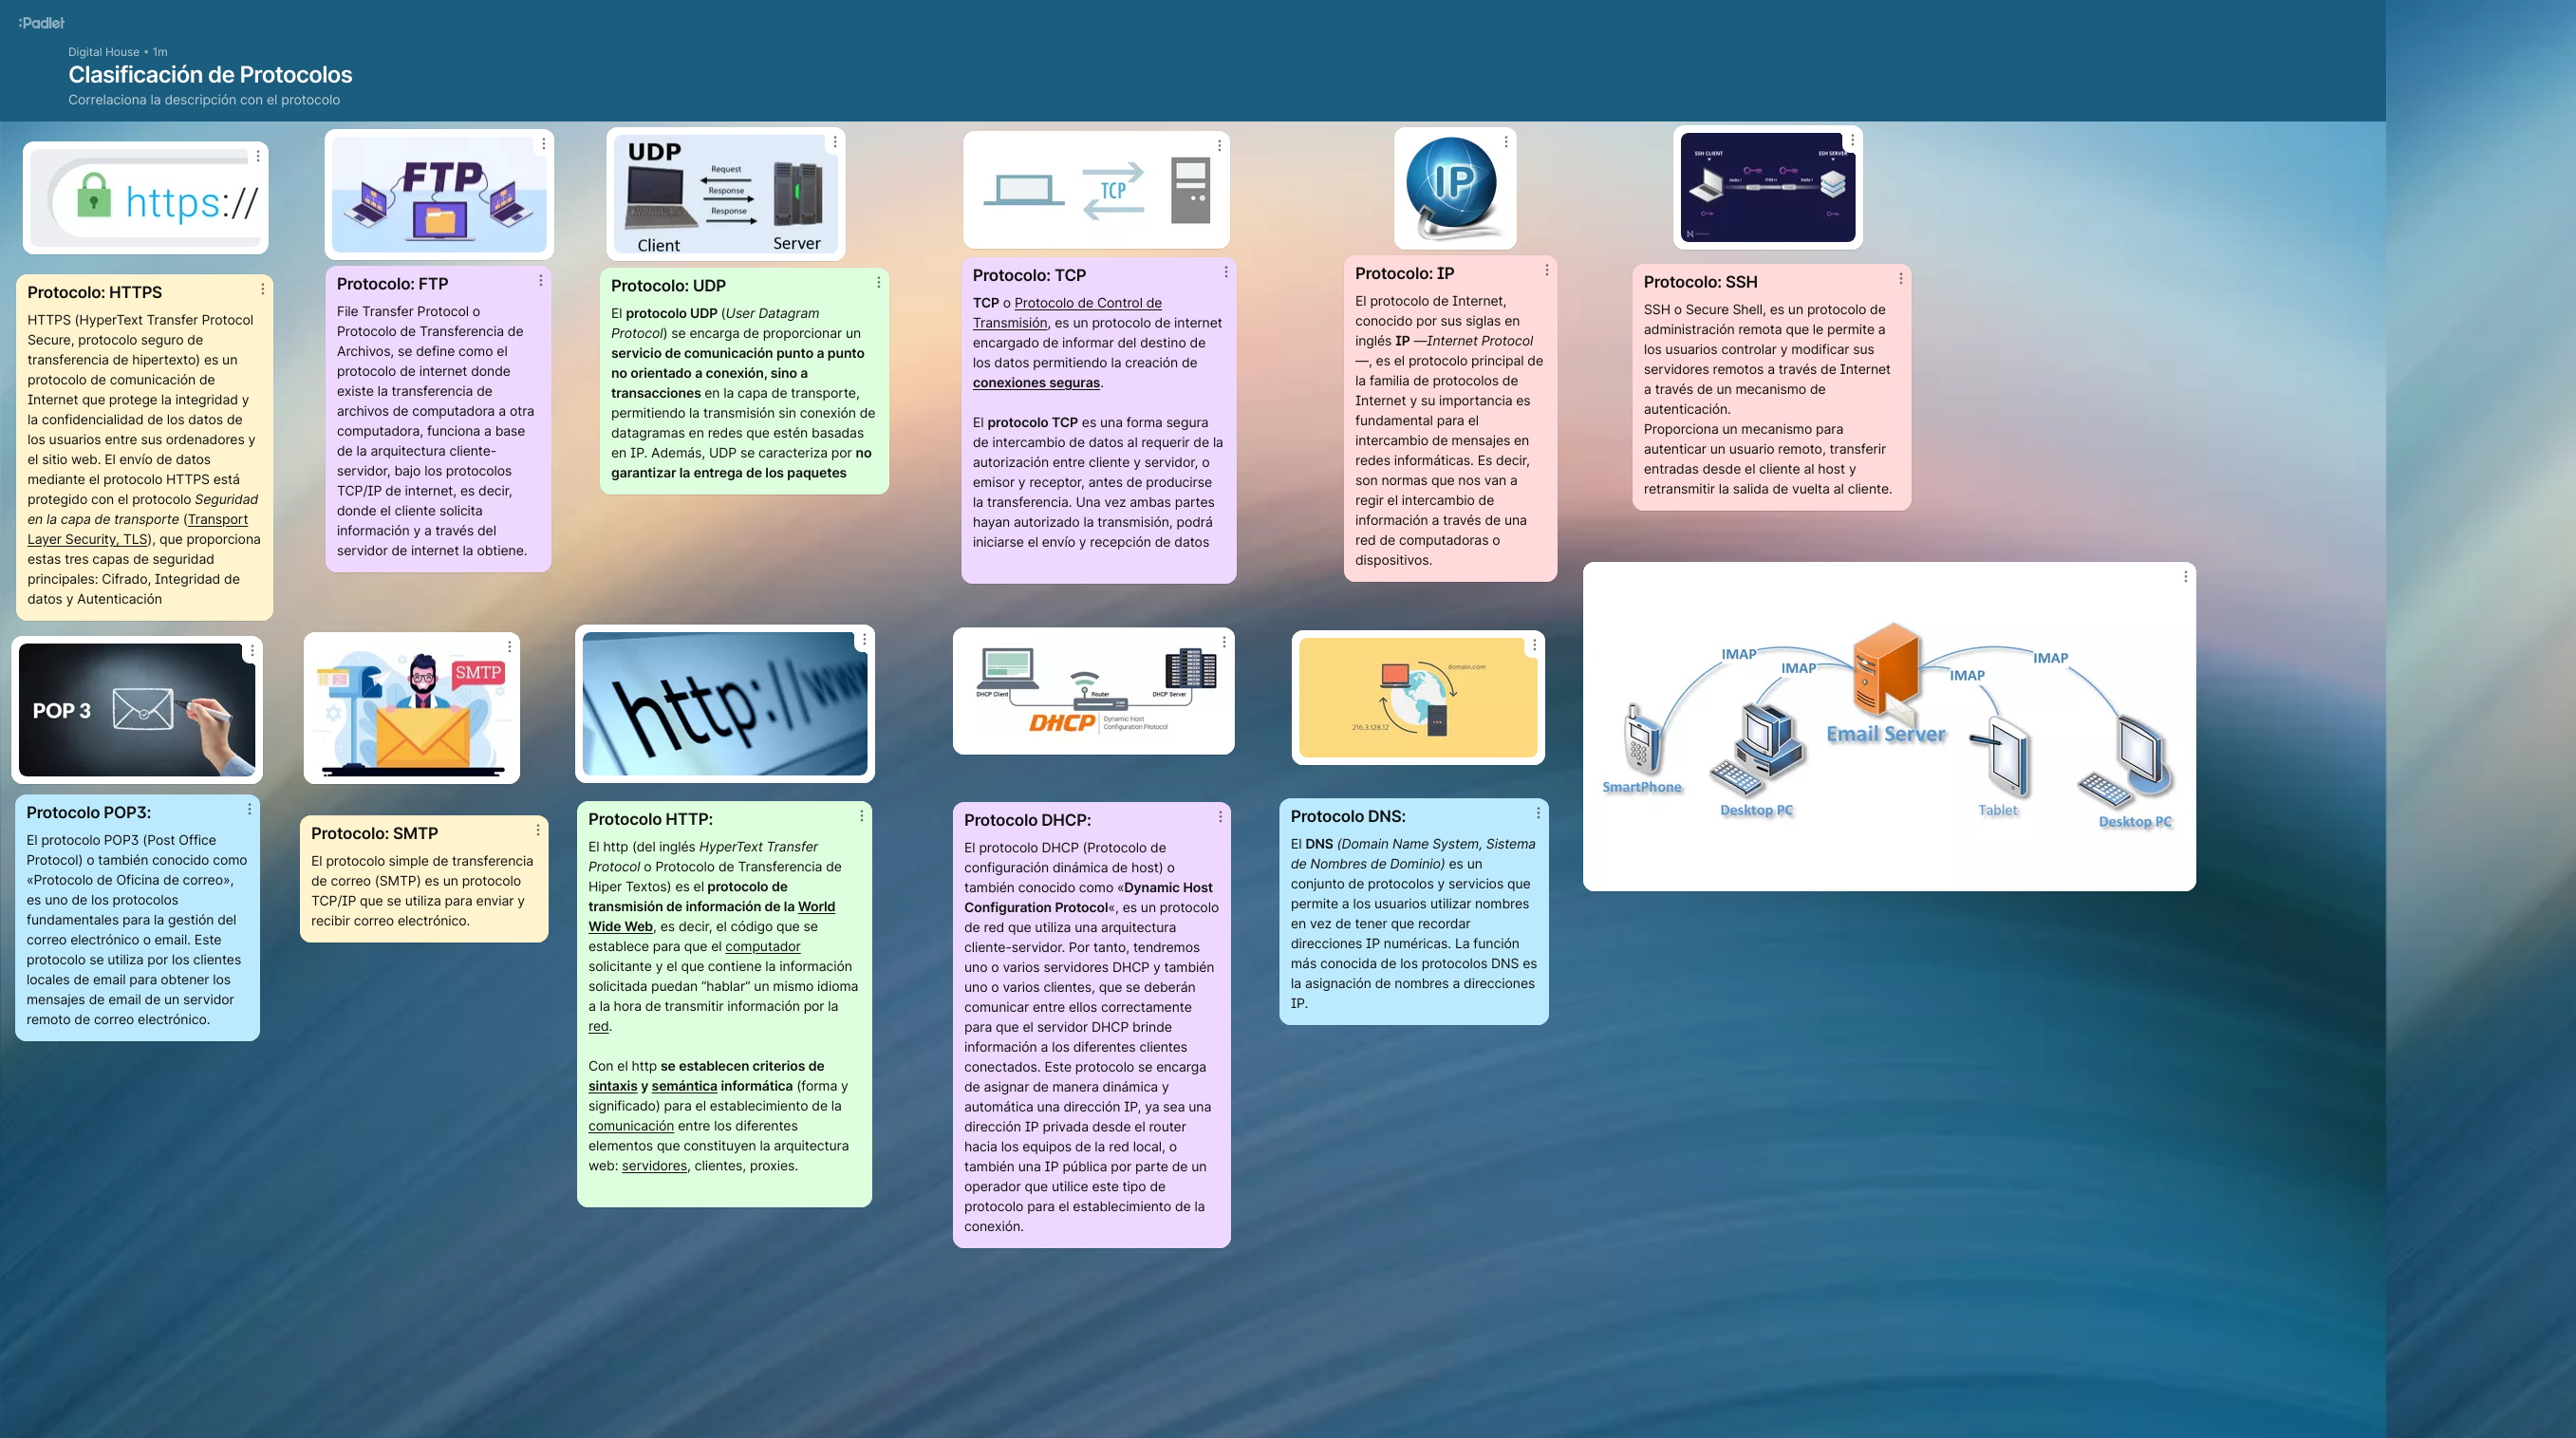 :Padlet
Digital House • 1m
Clasificación de Protocolos
Correlaciona la descripción con el protocolo
https://
Protocolo: HTTPS
HTTPS (HyperText Transfer Protocol
Secure, protocolo seguro de
transferencia de hipertexto) es un
protocolo de comunicación de
Internet que protege la integridad y
la confidencialidad de los datos de
los usuarios entre sus ordenadores y
el sitio web. El envío de datos
mediante el protocolo HTTPS está
protegido con el protocolo Seguridad
en la capa de transporte (Transport
Layer Security, TLS), que proporciona
estas tres capas de seguridad
principales: Cifrado, Integridad de
datos y Autenticación
FTP
Protocolo: FTP
File Transfer Protocol o
Protocolo de Transferencia de
Archivos, se define como el
protocolo de internet donde
existe la transferencia de
archivos de computadora a otra
computadora, funciona a base
de la arquitectura cliente-
servidor, bajo los protocolos
TCP/IP de internet, es decir,
donde el cliente solicita
información y a través del
servidor de internet la obtiene.
UDP
Request
Response
Response
Client
Server
Protocolo: UDP
El protocolo UDP (User Datagram
Protocol) se encarga de proporcionar un
servicio de comunicación punto a punto
no orientado a conexión, sino a
transacciones en la capa de transporte,
permitiendo la transmisión sin conexión de
datagramas en redes que estén basadas
en IP. Además, UDP se caracteriza por no
garantizar la entrega de los paquetes
TCP
Protocolo: TCP
TCP o Protocolo de Control de
Transmisión, es un protocolo de internet
encargado de informar del destino de
los datos permitiendo la creación de
conexiones seguras.
El protocolo TCP es una forma segura
de intercambio de datos al requerir de la
autorización entre cliente y servidor, o
emisor y receptor, antes de producirse
la transferencia. Una vez ambas partes
hayan autorizado la transmisión, podrá
iniciarse el envío y recepción de datos
IP
Protocolo: IP
El protocolo de Internet,
conocido por sus siglas en
inglés IP —Internet Protocol
—, es el protocolo principal de
la familia de protocolos de
Internet y su importancia es
fundamental para el
intercambio de mensajes en
redes informáticas. Es decir,
son normas que nos van a
regir el intercambio de
información a través de una
red de computadoras o
dispositivos.
SSH CLIENT
SSH SERVER
Protocolo: SSH
SSH o Secure Shell, es un protocolo de
administración remota que le permite a
los usuarios controlar y modificar sus
servidores remotos a través de Internet
a través de un mecanismo de
autenticación.
Proporciona un mecanismo para
autenticar un usuario remoto, transferir
entradas desde el cliente al host y
retransmitir la salida de vuelta al cliente.
POP 3
Protocolo POP3:
El protocolo POP3 (Post Office
Protocol) o también conocido como
«Protocolo de Oficina de correo»,
es uno de los protocolos
fundamentales para la gestión del
correo electrónico o email. Este
protocolo se utiliza por los clientes
locales de email para obtener los
mensajes de email de un servidor
remoto de correo electrónico.
SMTP
Protocolo: SMTP
El protocolo simple de transferencia
de correo (SMTP) es un protocolo
TCP/IP que se utiliza para enviar y
recibir correo electrónico.
http://www
Protocolo HTTP:
El http (del inglés HyperText Transfer
Protocol o Protocolo de Transferencia de
Hiper Textos) es el protocolo de
transmisión de información de la World
Wide Web, es decir, el código que se
establece para que el computador
solicitante y el que contiene la información
solicitada puedan “hablar” un mismo idioma
a la hora de transmitir información por la
red.
Con el http se establecen criterios de
sintaxis y semántica informática (forma y
significado) para el establecimiento de la
comunicación entre los diferentes
elementos que constituyen la arquitectura
web: servidores, clientes, proxies.
DHCP Client
Router
DHCP Server
DHCP
Dynamic Host
Configuration Protocol
Protocolo DHCP:
El protocolo DHCP (Protocolo de
configuración dinámica de host) o
también conocido como «Dynamic Host
Configuration Protocol«, es un protocolo
de red que utiliza una arquitectura
cliente-servidor. Por tanto, tendremos
uno o varios servidores DHCP y también
uno o varios clientes, que se deberán
comunicar entre ellos correctamente
para que el servidor DHCP brinde
información a los diferentes clientes
conectados. Este protocolo se encarga
de asignar de manera dinámica y
automática una dirección IP, ya sea una
dirección IP privada desde el router
hacia los equipos de la red local, o
también una IP pública por parte de un
operador que utilice este tipo de
protocolo para el establecimiento de la
conexión.
domain.com
216.3.128.12
Protocolo DNS:
El DNS (Domain Name System, Sistema
de Nombres de Dominio) es un
conjunto de protocolos y servicios que
permite a los usuarios utilizar nombres
en vez de tener que recordar
direcciones IP numéricas. La función
más conocida de los protocolos DNS es
la asignación de nombres a direcciones
IP.
IMAP
IMAP
IMAP
IMAP
Email Server
SmartPhone
Desktop PC
Tablet
Desktop PC